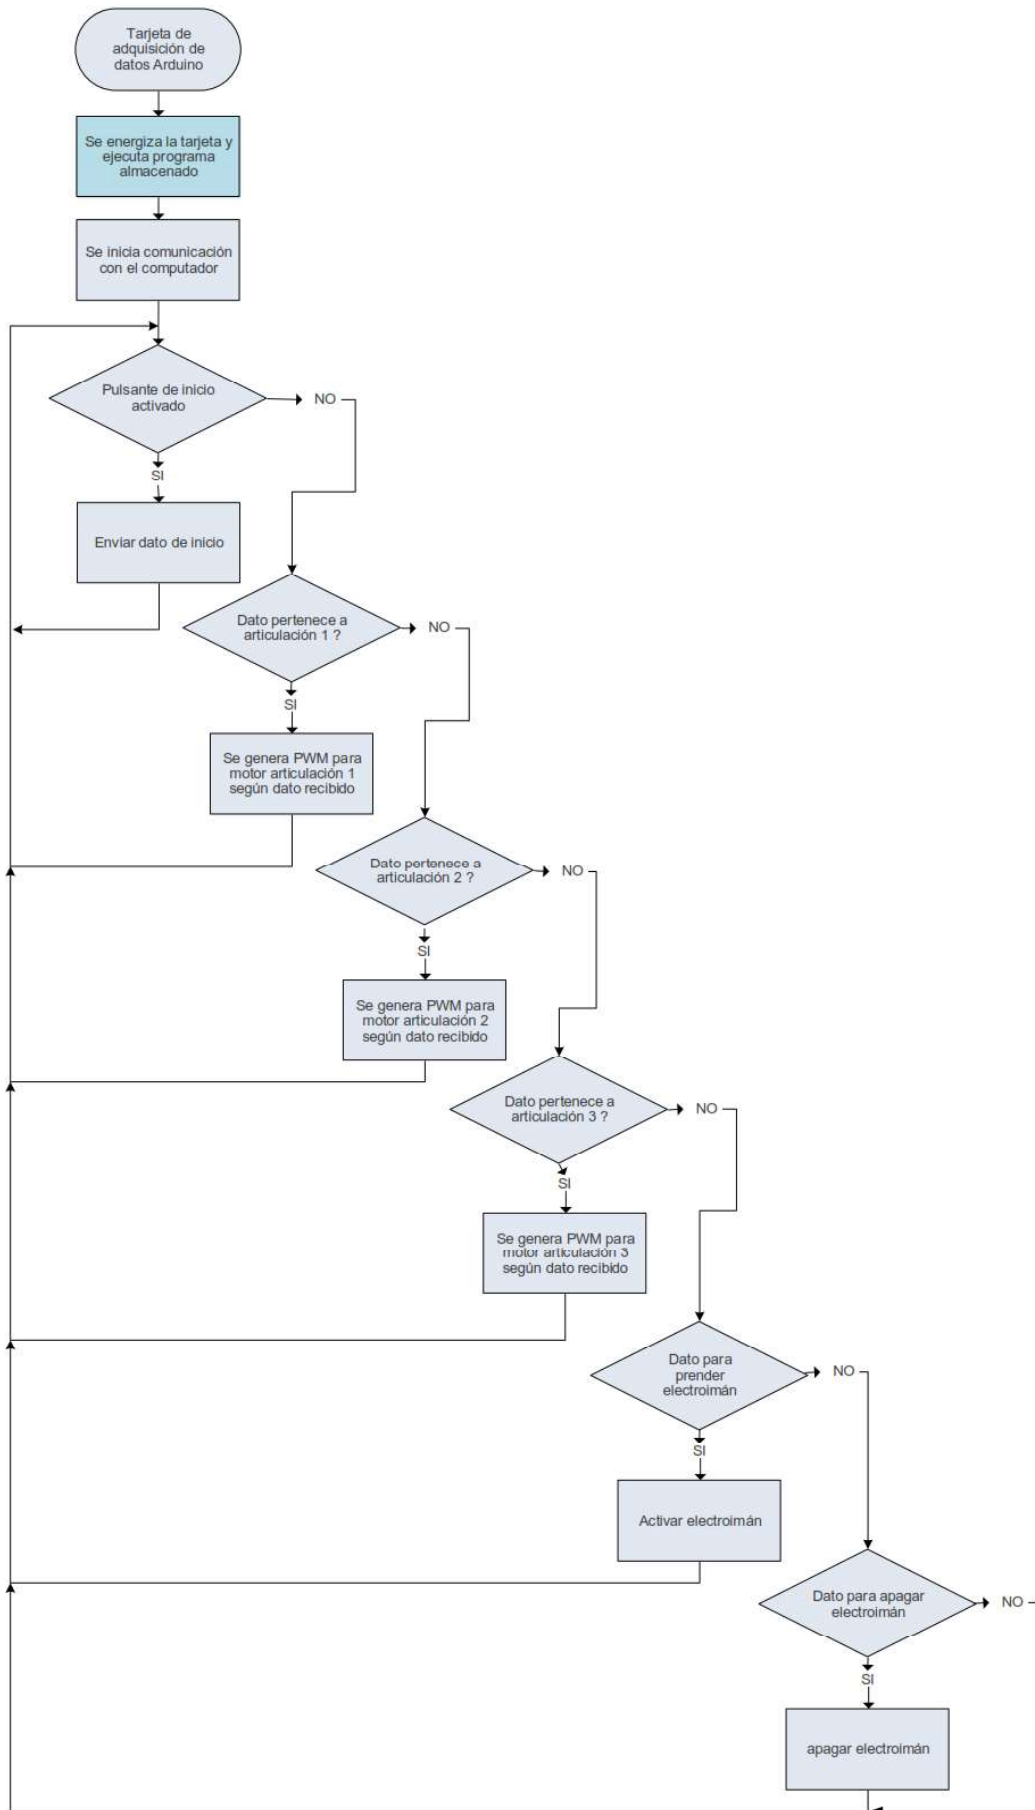 Tarjeta de
adquisición de
datos Arduino
Se energiza la tarjeta y
ejecuta programa
almacenado
Se inicia comunicación
con el computador
Pulsante de inicio
activado
NO
SI
Enviar dato de inicio
Dato pertenece a
articulación 1 ?
NO
SI
Se genera PWM para
motor articulación 1
según dato recibido
Dato pertenece a
articulación 2 ?
NO
SI
Se genera PWM para
motor articulación 2
según dato recibido
Dato pertenece a
articulación 3 ?
NO
SI
Se genera PWM para
motor articulación 3
según dato recibido
Dato para
prender
electroimán
NO
SI
Activar electroimán
Dato para apagar
electroimán
NO
SI
apagar electroimán